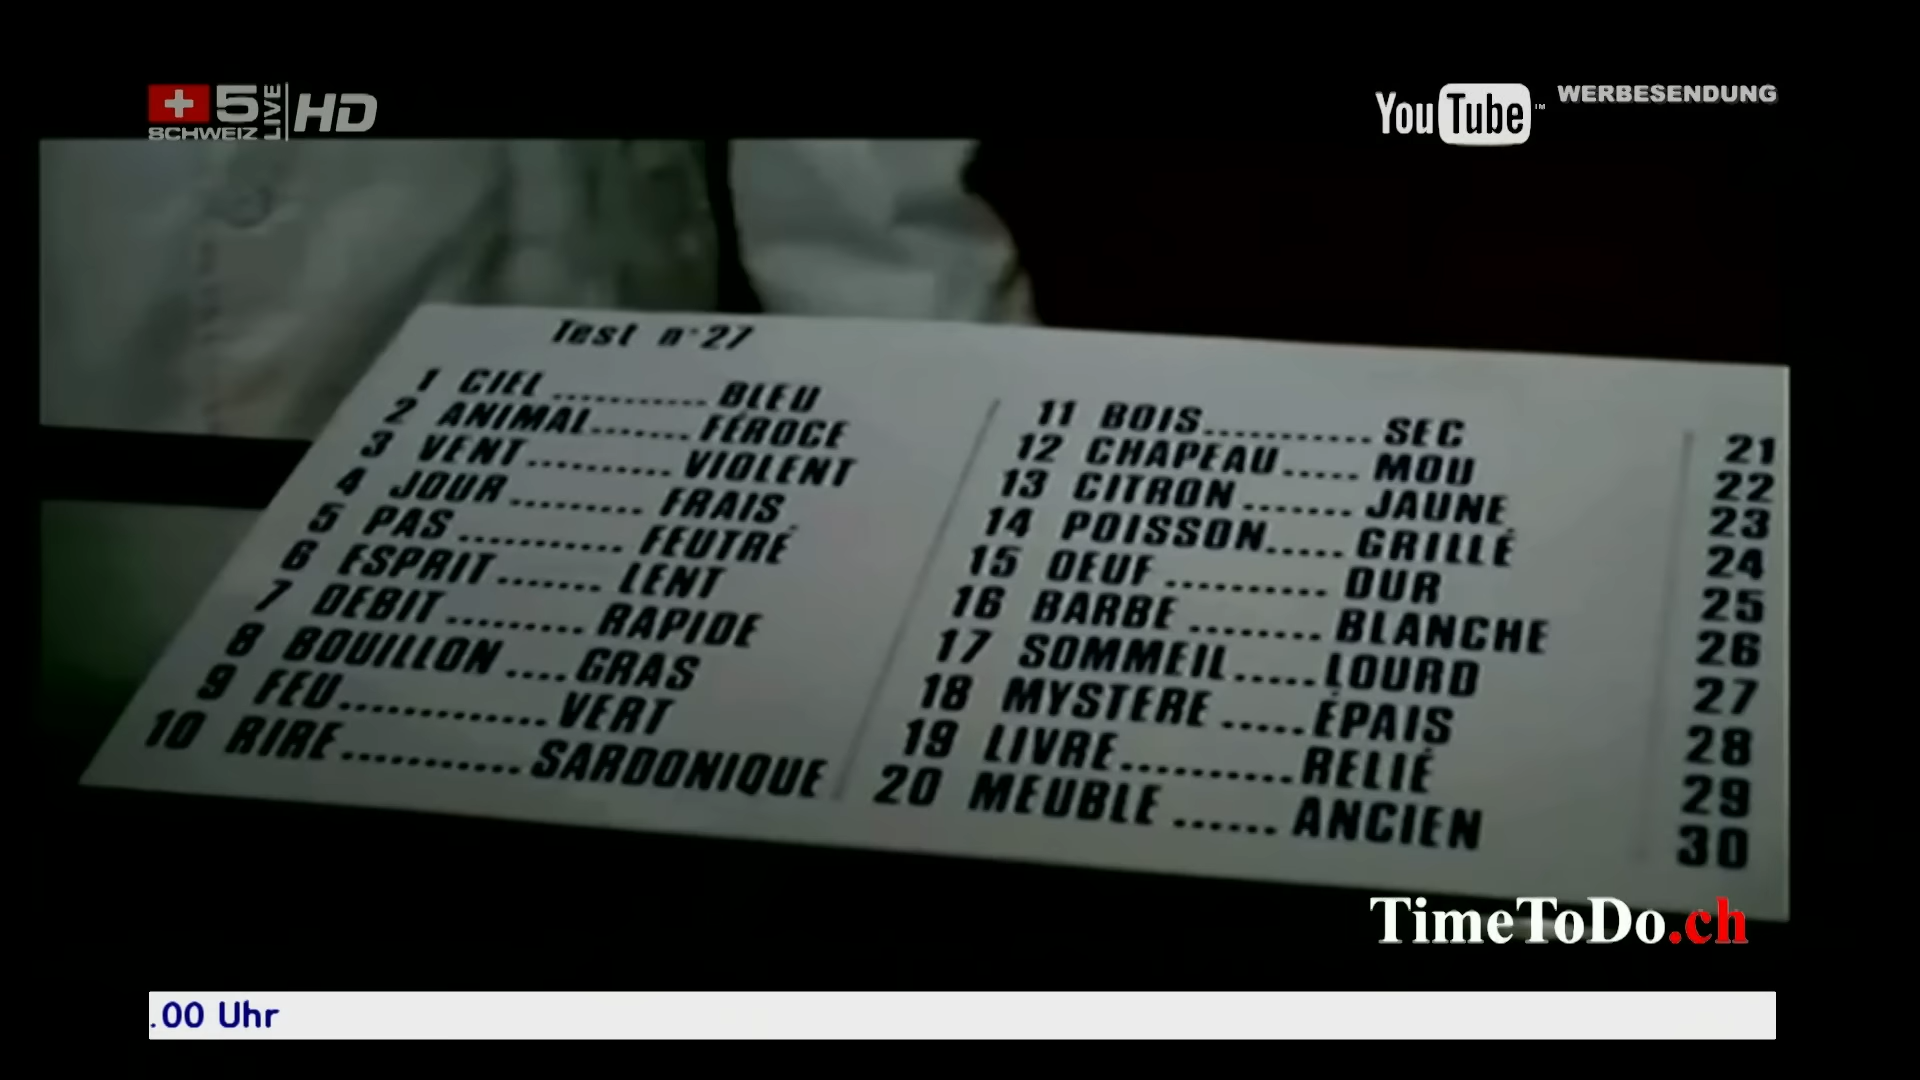 5
SCHWEIZ
LIVE
HD
YouTube™
WERBESENDUNG
Test n°27
1 CIEL ........... BLEU
2 ANIMAL....... FÉROCE
3 VENT .......... VIOLENT
4 JOUR ......... FRAIS
5 PAS ............ FEUTRÉ
6 ESPRIT ....... LENT
7 DEBIT .......... RAPIDE
8 BOUILLON .... GRAS
9 FEU ............. VERT
10 RIRE ............ SARDONIQUE
11 BOIS ........... SEC
12 CHAPEAU ..... MOU
13 CITRON ....... JAUNE
14 POISSON..... GRILLÉ
15 OEUF .......... DUR
16 BARBE ........ BLANCHE
17 SOMMEIL ..... LOURD
18 MYSTERE ..... ÉPAIS
19 LIVRE .......... RELIÉ
20 MEUBLE ...... ANCIEN
21
22
23
24
25
26
27
28
29
30
TimeToDo.ch
.00 Uhr